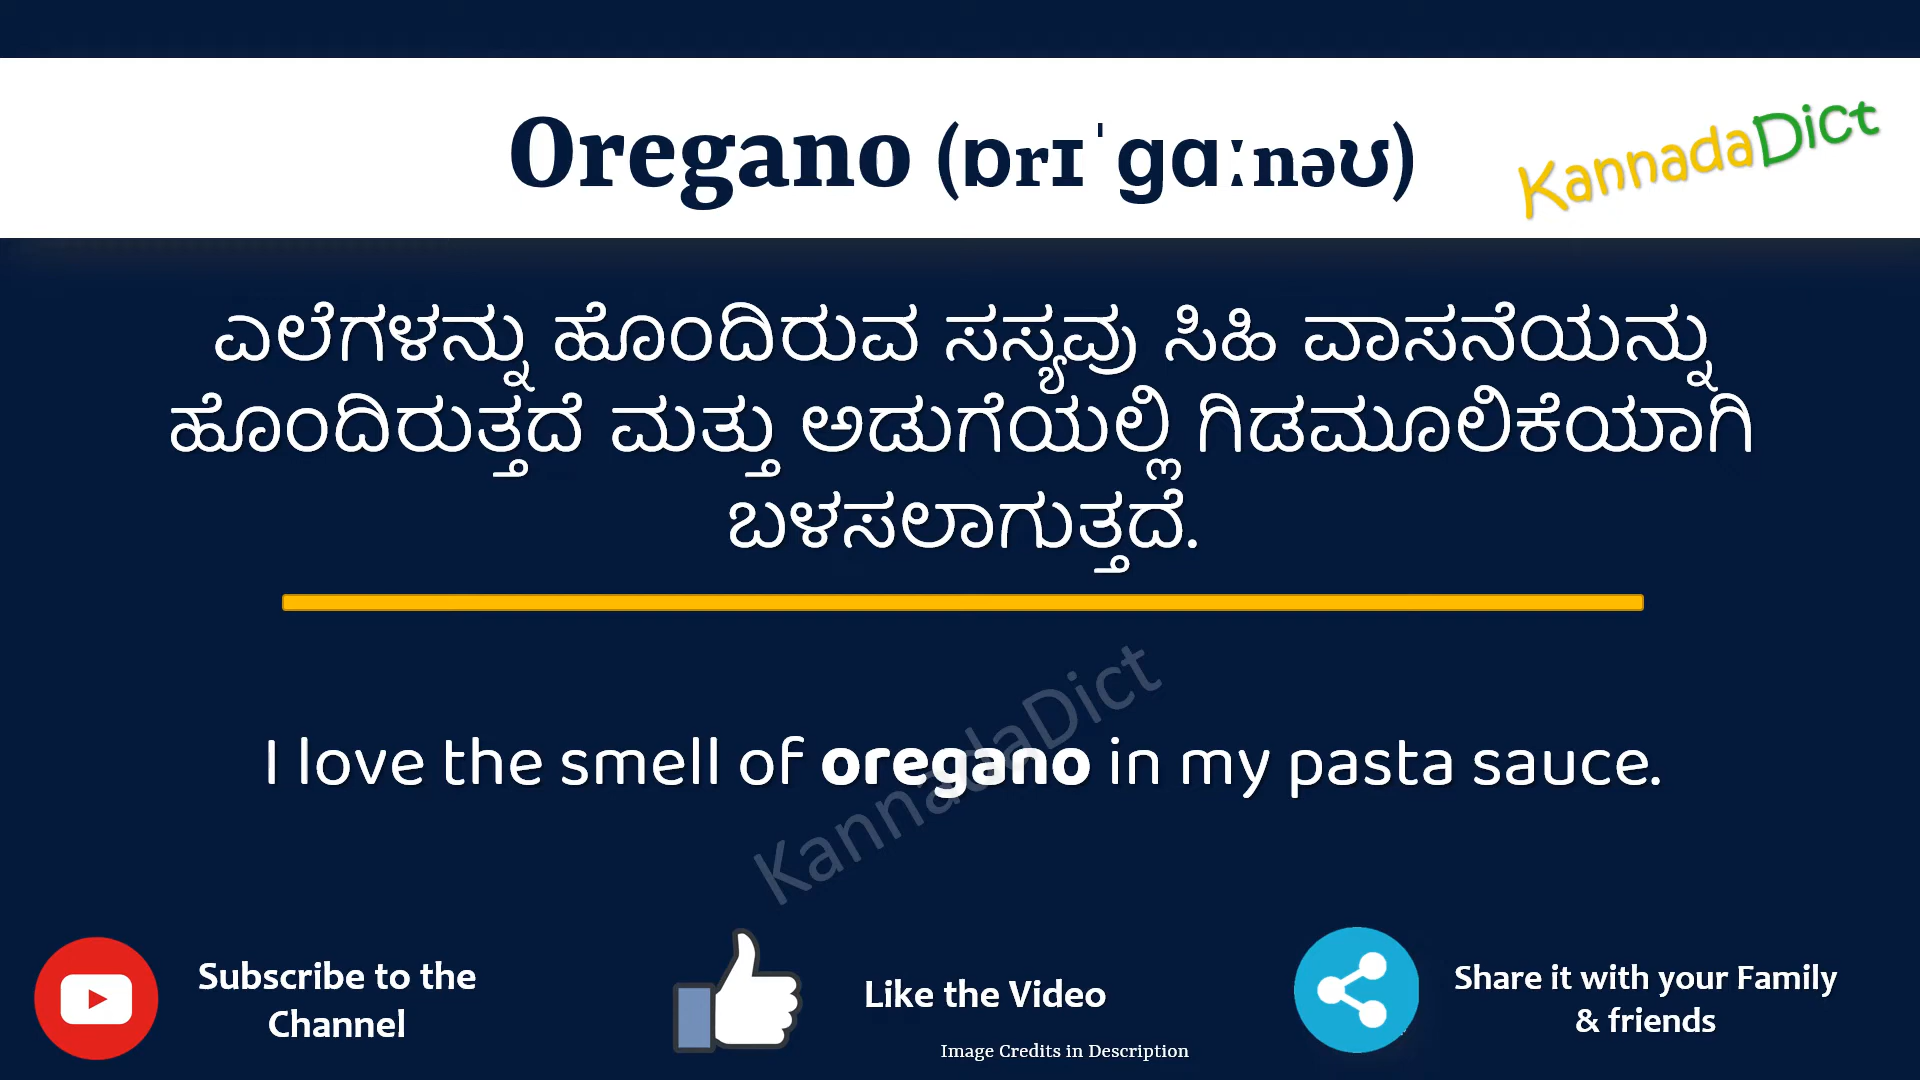 Oregano (ɒrɪˈɡɑːnəʊ)
KannadaDict
ಎಲೆಗಳನ್ನು ಹೊಂದಿರುವ ಸಸ್ಯವು ಸಿಹಿ ವಾಸನೆಯನ್ನು
ಹೊಂದಿರುತ್ತದೆ ಮತ್ತು ಅಡುಗೆಯಲ್ಲಿ ಗಿಡಮೂಲಿಕೆಯಾಗಿ
ಬಳಸಲಾಗುತ್ತದೆ.
I love the smell of oregano in my pasta sauce.
KannadaDict
Subscribe to the
Channel
Like the Video
Share it with your Family
& friends
Image Credits in Description